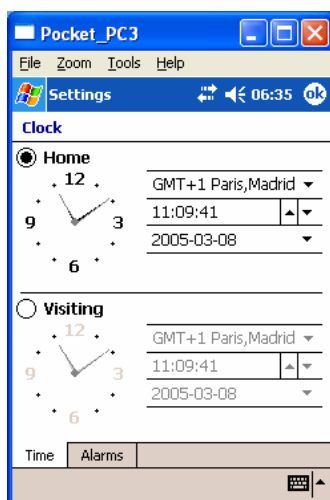 Pocket_PC3
File Zoom Tools Help
Settings 06:35 ok
Clock
Home
12
9
3
6
GMT+1 Paris,Madrid
11:09:41
2005-03-08
Visiting
12
9
3
6
GMT+1 Paris,Madrid
11:09:41
2005-03-08
Time Alarms